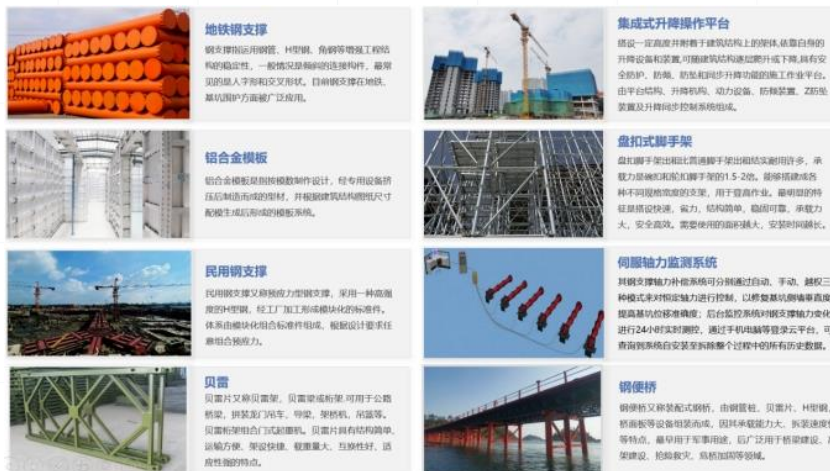 地铁钢支撑
钢支撑指运用钢管、H型钢、角钢等增强工程结
构的稳定性，一般情况是倾斜的连接构件，最常
见的是人字形和交叉形状。目前钢支撑在地铁、
基坑围护方面被广泛应用。
铝合金模板
铝合金模板是指按模数制作设计，经专用设备挤
压后制造而成的型材，并根据建筑结构图纸尺寸
配模生成后形成的模板系统。
民用钢支撑
民用钢支撑又称预应力型钢支撑，采用一种高强
度的H型钢，经工厂加工形成模块化的标准件。
体系由模块化组合标准件组成，根据设计要求任
意组合预应力。
贝雷
贝雷片又称贝雷架，贝雷梁或桁架.可用于公路
桥梁，拼装龙门吊车、导梁、架桥机、吊篮等。
贝雷桁架组合门式起重机。贝雷片具有结构简单,
运输方便、架设快捷、载重量大、互换性好、适
应性强的特点。
集成式升降操作平台
搭设一定高度并附着于建筑结构上的架体,依靠自身的
升降设备和装置,可随建筑结构逐层爬升或下降,具有安
全防护、防倾、防坠和同步升降功能的施工作业平台。
由平台结构、升降机构、动力设备、防倾装置、Z防坠
装置及升降同步控制系统组成。
盘扣式脚手架
盘扣脚手架出租比普通脚手架出租结实耐用许多，承
载力是碗扣和轮扣脚手架的1.5-2倍。能够搭建成各
种不同规格宽度的支架，用于登高作业。最明显的特
征是搭设快速，省力，结构简单，稳固可靠，承载力
大，安全高效。需要使用的面积越大，安装时间越长。
伺服轴力监测系统
其钢支撑轴力补偿系统可分别通过自动、手动、越权三
种模式来对恒定轴力进行控制，以修复基坑侧墙垂直度
提高基坑位移准确度；后台监控系统对钢支撑轴力变化
进行24小时实时测控，通过手机电脑等登录云平台，可
查询到系统自安装至拆除整个过程中的所有历史数据。
钢便桥
钢便桥又称装配式钢桥，由钢管桩、贝雷片、H型钢
桥面板等设备组装而成，因其承载能力大、拆装速度快
等特点，最早用于军事用途，后广泛用于桥梁建设、
架建设、抢险救灾、危桥加固等领域。